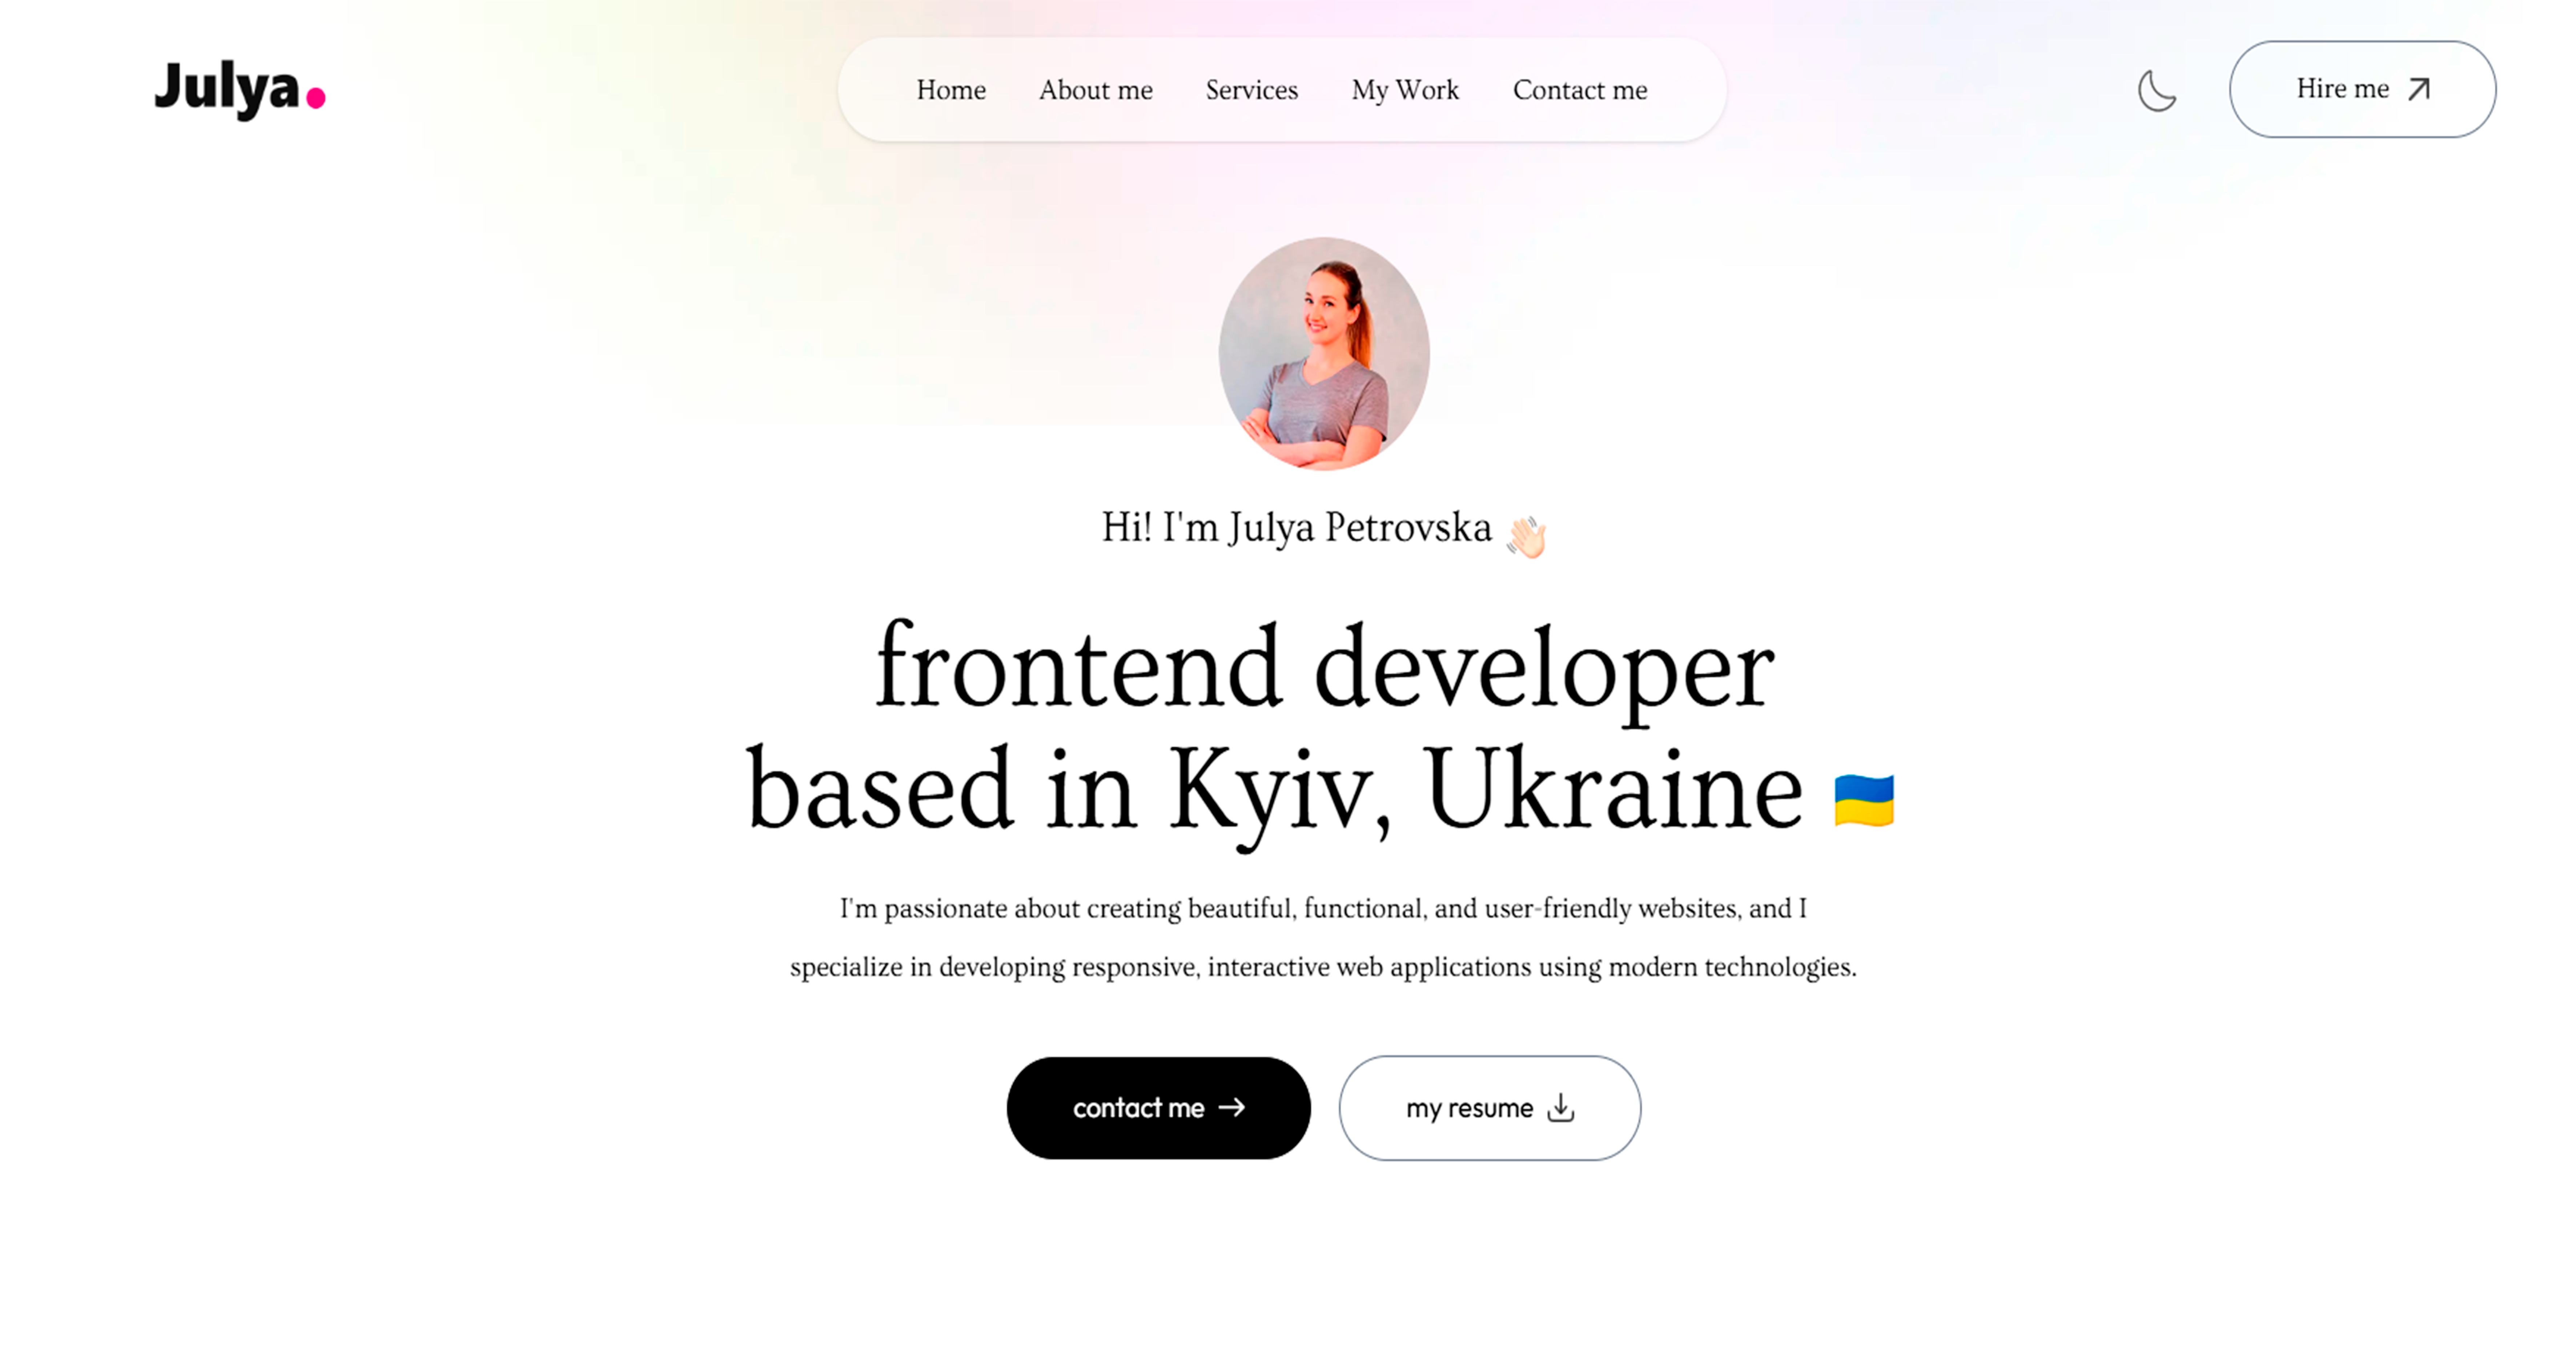 Julya.
Home About me Services My Work Contact me
Hire me
Hi! I'm Julya Petrovska 👋🏻
frontend developer
based in Kyiv, Ukraine 🇺🇦
I'm passionate about creating beautiful, functional, and user-friendly websites, and I
specialize in developing responsive, interactive web applications using modern technologies.
contact me →
my resume